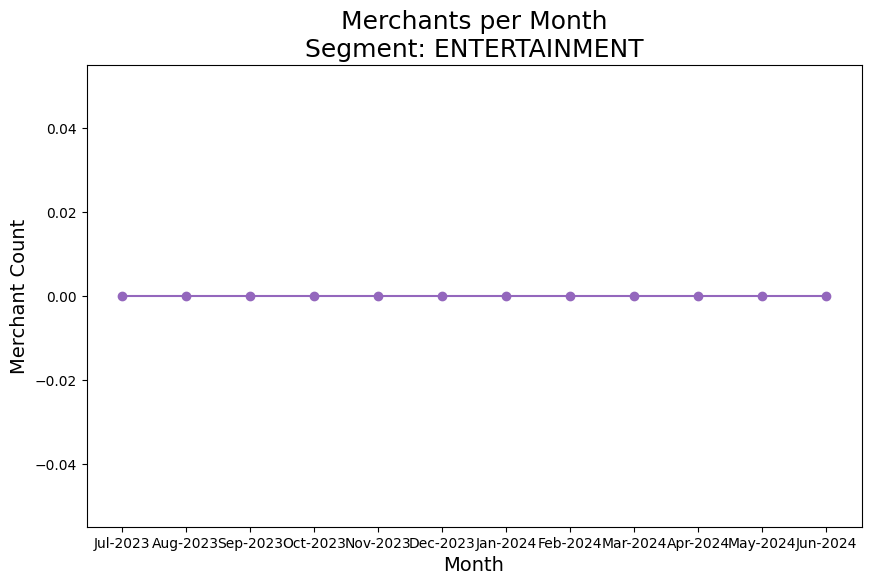 Merchants per Month
Segment: ENTERTAINMENT
Merchant Count
0.04
0.02
0.00
−0.02
−0.04
Jul-2023 Aug-2023 Sep-2023 Oct-2023 Nov-2023 Dec-2023 Jan-2024 Feb-2024 Mar-2024 Apr-2024 May-2024 Jun-2024
Month